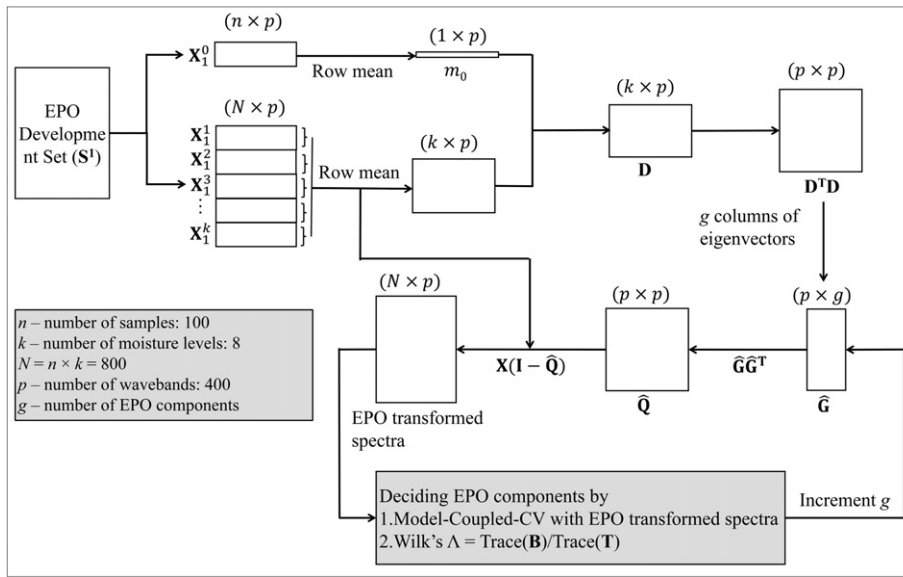 (n × p)
X₁⁰
Row mean
(1 × p)
m₀
EPO
Developme
nt Set (S¹)
(N × p)
X₁¹
X₁²
X₁³
⋮
X₁ᵏ
Row mean
(k × p)
(k × p)
D
(p × p)
DᵀD
g columns of
eigenvectors
(p × g)
Ĝ
ĜĜᵀ
(p × p)
Q̂
X(I − Q̂)
(N × p)
EPO transformed
spectra
n – number of samples: 100
k – number of moisture levels: 8
N = n × k = 800
p – number of wavebands: 400
g – number of EPO components
Deciding EPO components by
1.Model-Coupled-CV with EPO transformed spectra
2.Wilk's Λ = Trace(B)/Trace(T)
Increment g